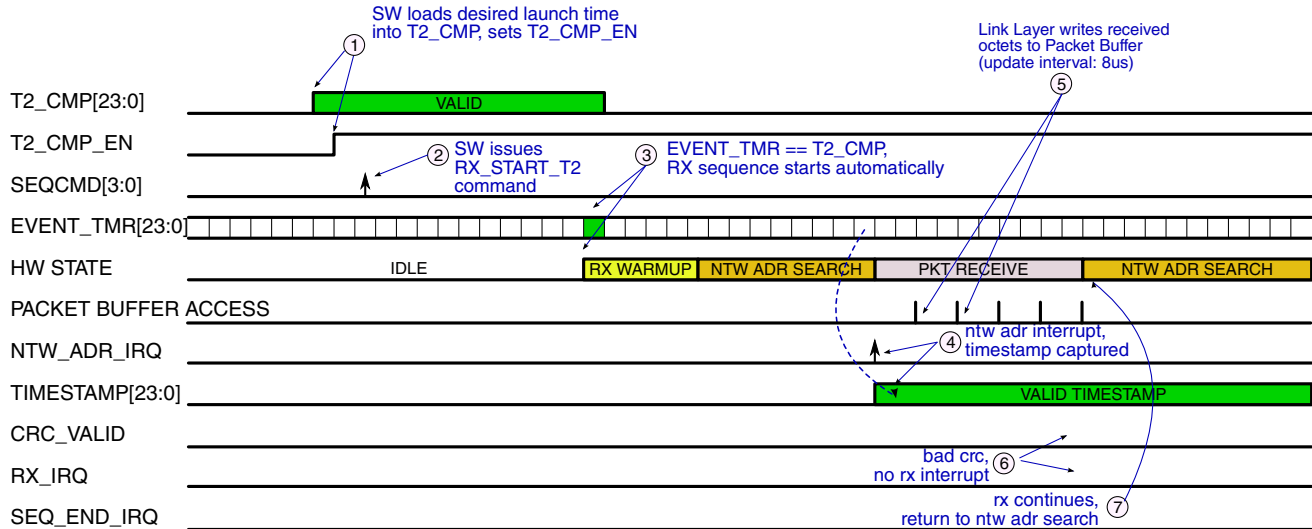 SW loads desired launch time
into T2_CMP, sets T2_CMP_EN
1
Link Layer writes received
octets to Packet Buffer
(update interval: 8us)
5
T2_CMP[23:0]
VALID
T2_CMP_EN
2
SW issues
RX_START_T2
command
3
EVENT_TMR == T2_CMP,
RX sequence starts automatically
SEQCMD[3:0]
EVENT_TMR[23:0]
HW STATE
IDLE
RX WARMUP
NTW ADR SEARCH
PKT RECEIVE
NTW ADR SEARCH
PACKET BUFFER ACCESS
NTW_ADR_IRQ
4
ntw adr interrupt,
timestamp captured
TIMESTAMP[23:0]
VALID TIMESTAMP
CRC_VALID
bad crc,
no rx interrupt
6
RX_IRQ
rx continues,
return to ntw adr search
7
SEQ_END_IRQ